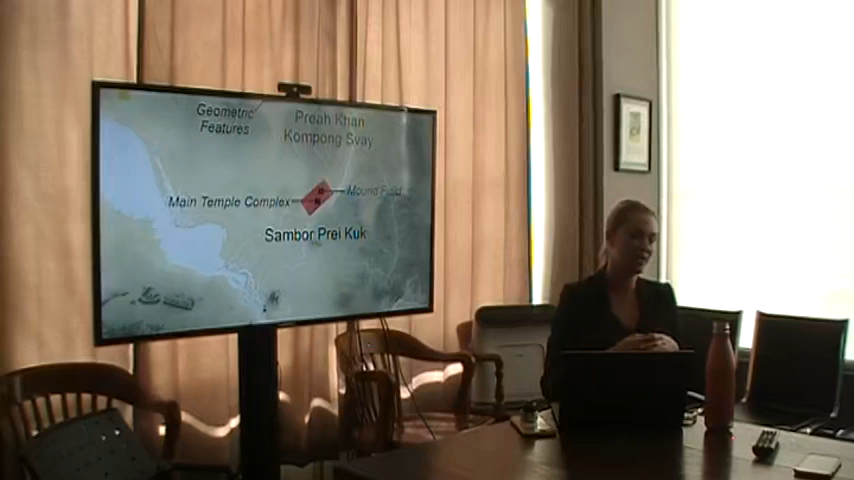 Geometric
Features
Preah Khan
Kompong Svay
Main Temple Complex
Mound Field
Sambor Prei Kuk